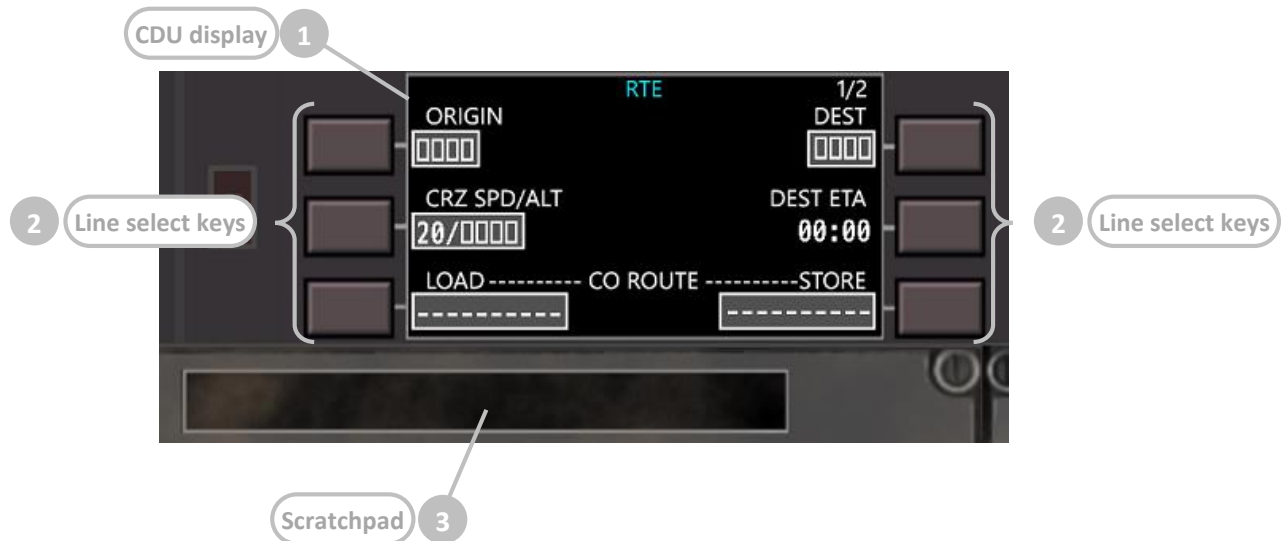 CDU display 1
RTE 1/2
ORIGIN DEST
▯▯▯▯ ▯▯▯▯
2 Line select keys
CRZ SPD/ALT DEST ETA
20/▯▯▯▯ 00:00
2 Line select keys
LOAD---------- CO ROUTE ----------STORE
---------- ----------
Scratchpad 3